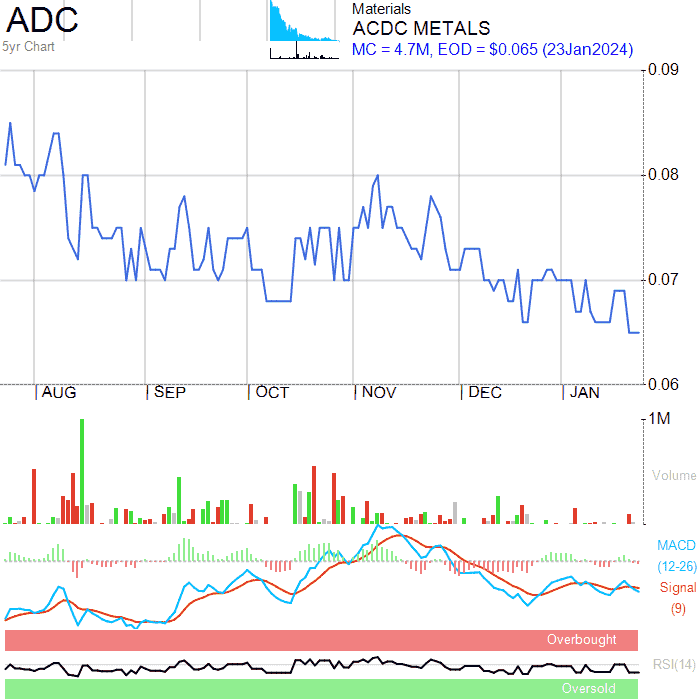 ADC
5yr Chart
Materials
ACDC METALS
MC = 4.7M, EOD = $0.065 (23Jan2024)
0.09
0.08
0.07
0.06
AUG SEP OCT NOV DEC JAN
1M
Volume
MACD
(12-26)
Signal
(9)
Overbought
RSI(14)
Oversold